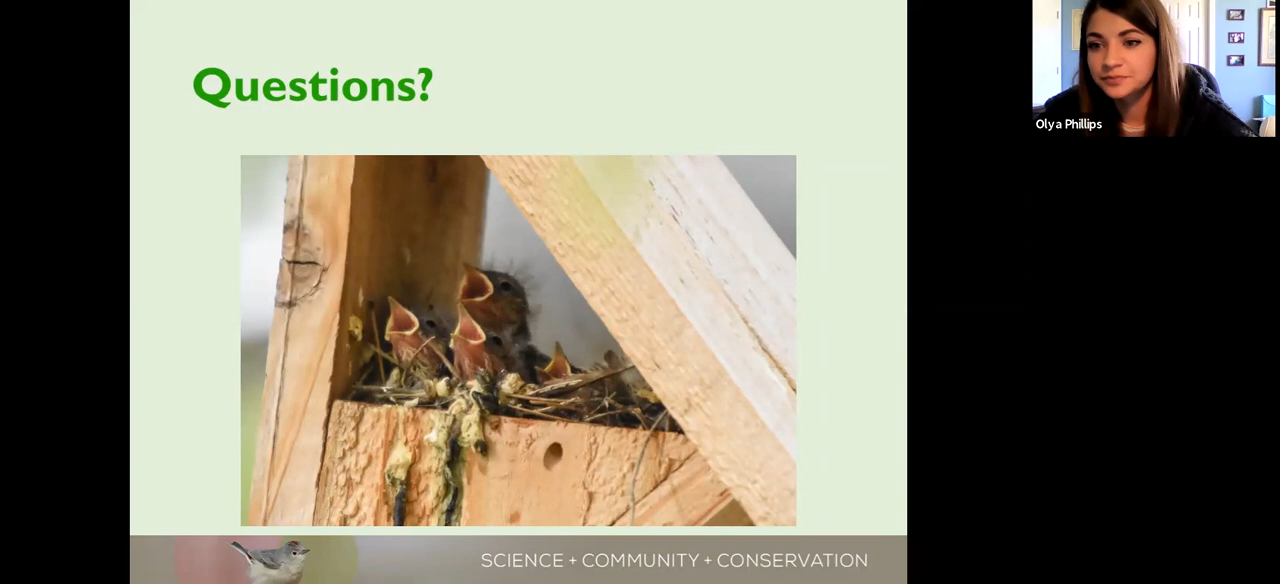 Questions?
Olya Phillips
SCIENCE + COMMUNITY + CONSERVATION